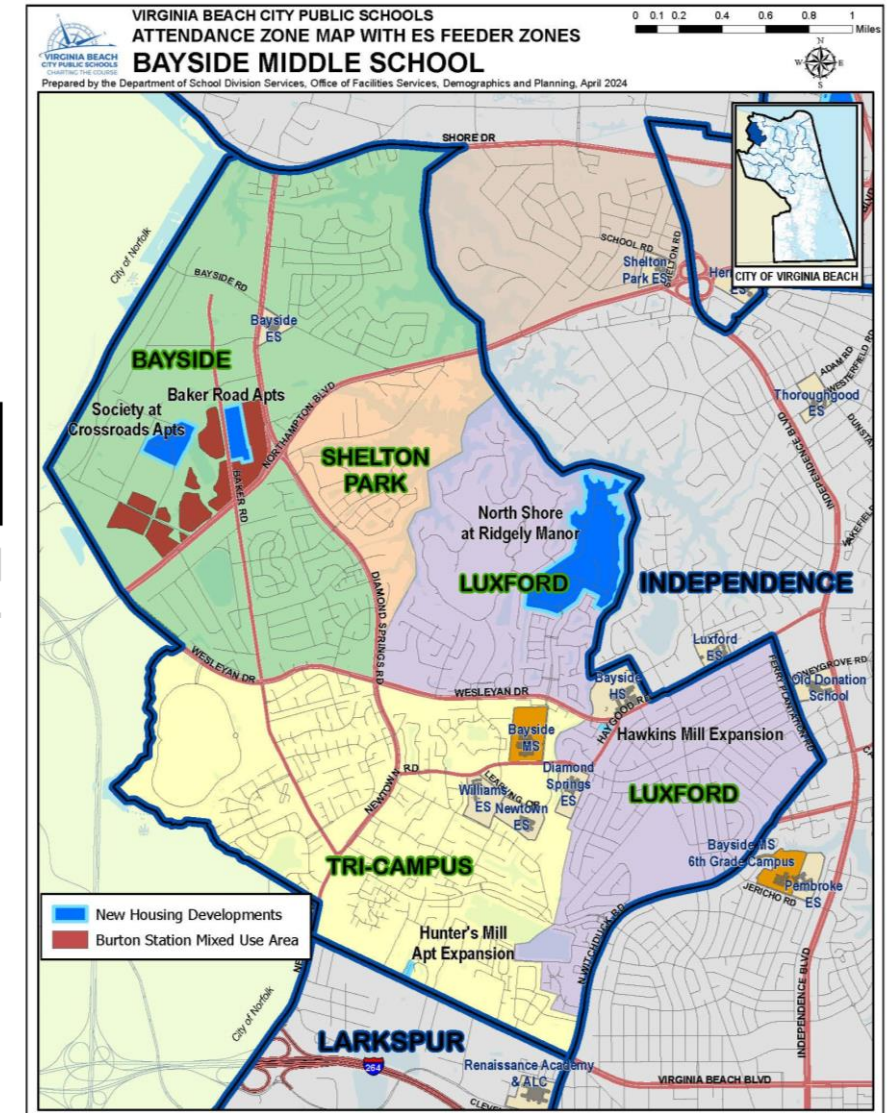 VIRGINIA BEACH CITY PUBLIC SCHOOLS
ATTENDANCE ZONE MAP WITH ES FEEDER ZONES
BAYSIDE MIDDLE SCHOOL
Prepared by the Department of School Division Services, Office of Facilities Services, Demographics and Planning, April 2024
VIRGINIA BEACH
CITY PUBLIC SCHOOLS
CHARTING THE COURSE
0 0.1 0.2 0.4 0.6 0.8 1
Miles
N
W E
S
SHORE DR
CITY OF VIRGINIA BEACH
City of Norfolk
SCHOOL RD
SHELTON RD
Shelton
Park ES
BAYSIDE RD
Bayside
ES
BAYSIDE
Baker Road Apts
Society at
Crossroads Apts
NORTHAMPTON BLVD
BAKER RD
SHELTON
PARK
ADAM RD
WESTERFIELD RD
Thoroughgood
ES
INDEPENDENCE BLVD
North Shore
at Ridgely Manor
LUXFORD
INDEPENDENCE
DIAMOND SPRINGS RD
WESLEYAN DR
WESLEYAN DR
Luxford
ES
Bayside
HS
HAYGOOD RD
FERRY PLANTATION RD
Old Donation
School
Hawkins Mill Expansion
Bayside
MS
Diamond
Springs
ES
NEWTOWN RD
Williams
ES
Newtown
ES
LUXFORD
TRI-CAMPUS
Bayside MS
6th Grade Campus
Pembroke
ES
JERICHO RD
New Housing Developments
Burton Station Mixed Use Area
Hunter's Mill
Apt Expansion
N WITCHDUCK RD
INDEPENDENCE BLVD
City of Norfolk
LARKSPUR
264
Renaissance Academy
& ALC
VIRGINIA BEACH BLVD